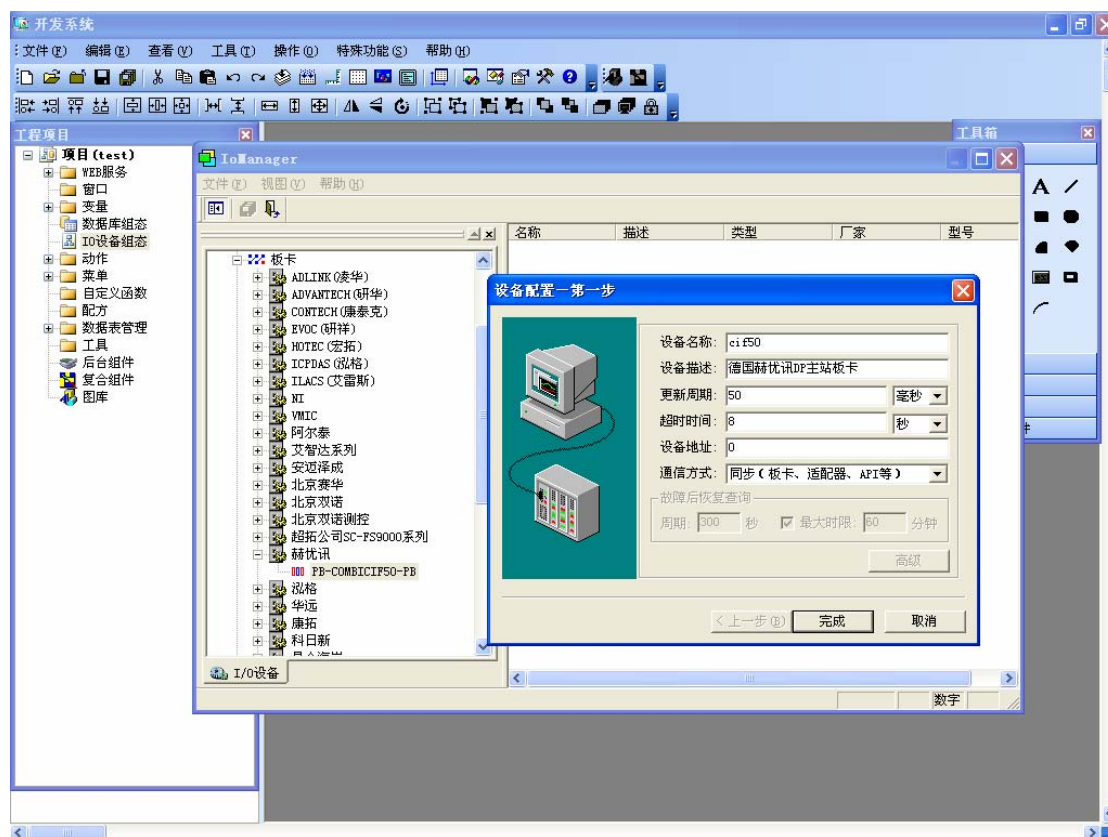 开发系统
文件(F) 编辑(E) 查看(V) 工具(T) 操作(O) 特殊功能(S) 帮助(H)
工程项目
项目(test)
WEB服务
窗口
变量
数据库组态
IO设备组态
动作
菜单
自定义函数
配方
数据表管理
工具
后台组件
复合组件
图库
工具箱
IoManager
文件(F) 视图(V) 帮助(H)
名称 描述 类型 厂家 型号
板卡
ADLINK(凌华)
ADVANTECH(研华)
CONTECH(康泰克)
EVOC(研祥)
HOTEC(宏拓)
ICPDAS(泓格)
ILACS(艾雷斯)
NI
VMIC
阿尔泰
艾智达系列
安迈泽成
北京赛华
北京双诺
北京双诺测控
超拓公司SC-FS9000系列
赫优讯
PB-COMBICIF50-PB
泓格
华远
康拓
科日新
I/O设备
数字
设备配置－第一步
设备名称: cif50
设备描述: 德国赫优讯DP主站板卡
更新周期: 50 毫秒
超时时间: 8 秒
设备地址: 0
通信方式: 同步(板卡、适配器、API等)
故障后恢复查询
周期: 300 秒 最大时限: 60 分钟
高级
<上一步(B) 完成 取消